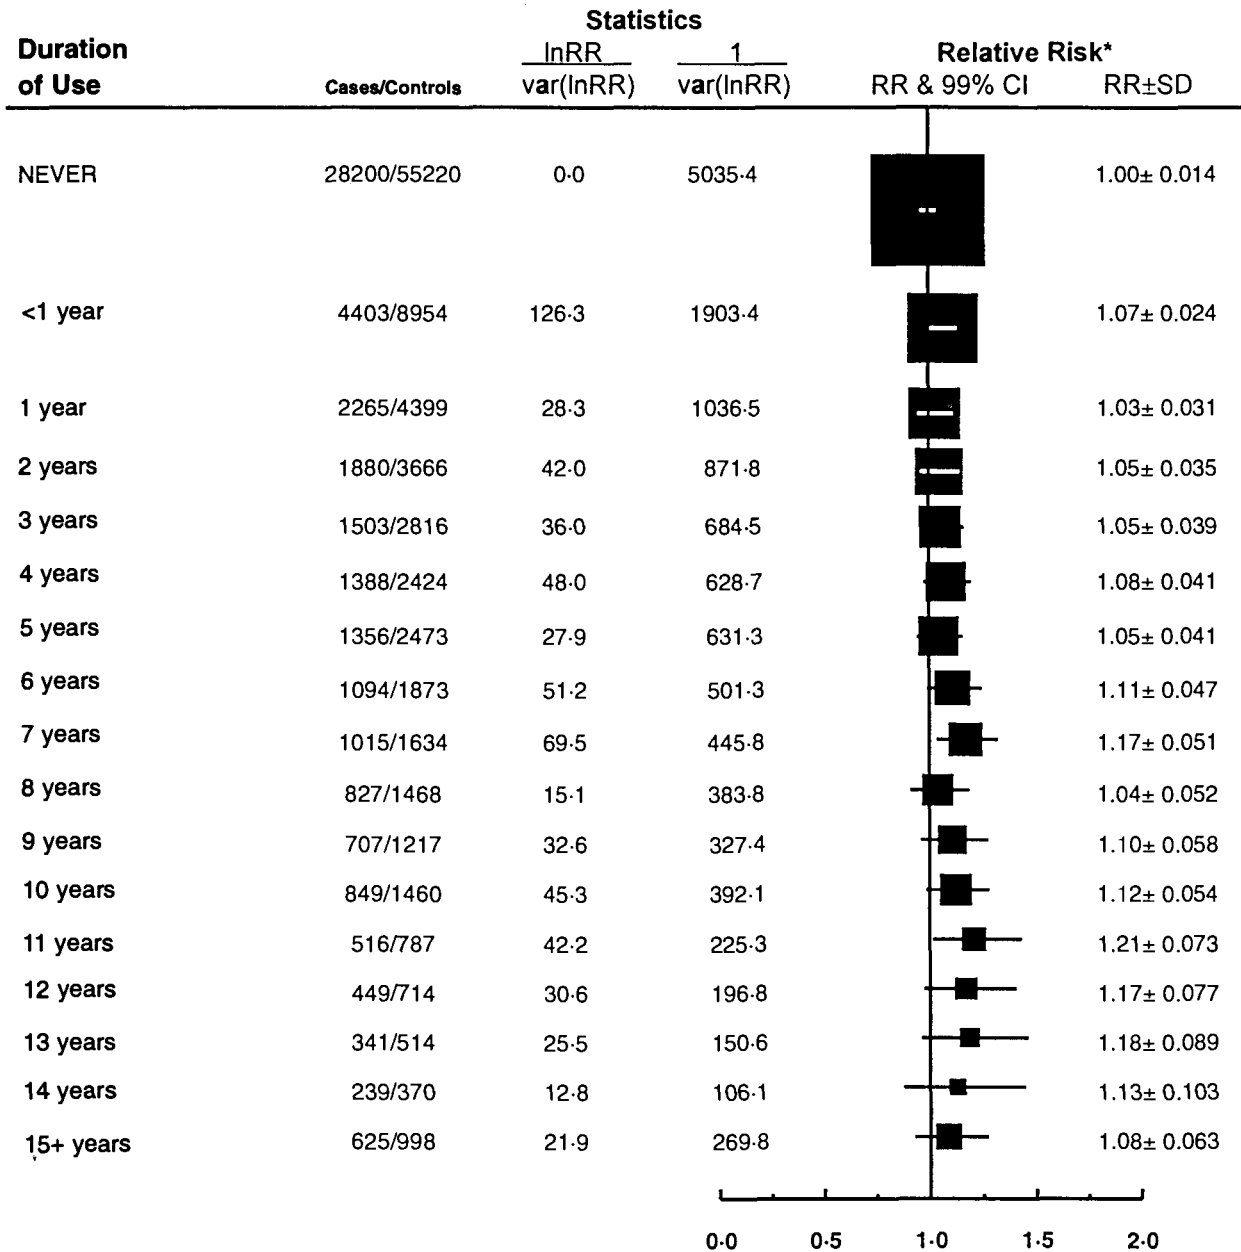 Statistics
Duration of Use Cases/Controls lnRR var(lnRR) 1 var(lnRR) Relative Risk* RR & 99% CI RR±SD
NEVER 28200/55220 0·0 5035·4 1.00± 0.014
<1 year 4403/8954 126·3 1903·4 1.07± 0.024
1 year 2265/4399 28·3 1036·5 1.03± 0.031
2 years 1880/3666 42·0 871·8 1.05± 0.035
3 years 1503/2816 36·0 684·5 1.05± 0.039
4 years 1388/2424 48·0 628·7 1.08± 0.041
5 years 1356/2473 27·9 631·3 1.05± 0.041
6 years 1094/1873 51·2 501·3 1.11± 0.047
7 years 1015/1634 69·5 445·8 1.17± 0.051
8 years 827/1468 15·1 383·8 1.04± 0.052
9 years 707/1217 32·6 327·4 1.10± 0.058
10 years 849/1460 45·3 392·1 1.12± 0.054
11 years 516/787 42·2 225·3 1.21± 0.073
12 years 449/714 30·6 196·8 1.17± 0.077
13 years 341/514 25·5 150·6 1.18± 0.089
14 years 239/370 12·8 106·1 1.13± 0.103
15+ years 625/998 21·9 269·8 1.08± 0.063
0·0 0·5 1·0 1·5 2·0